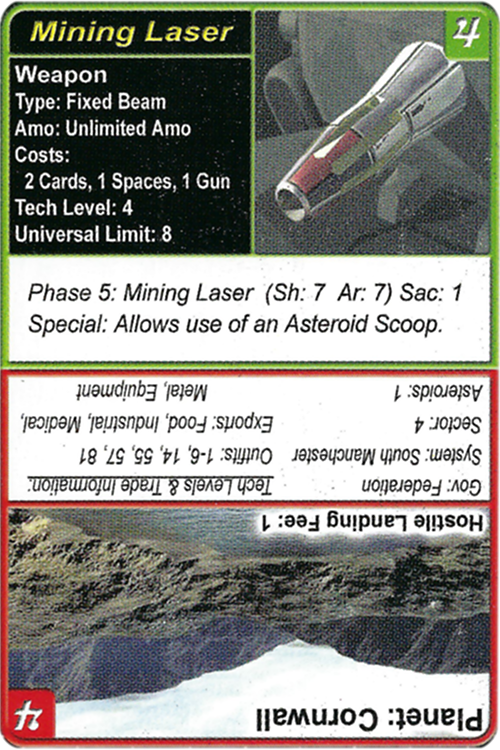 Mining Laser
4
Weapon
Type: Fixed Beam
Amo: Unlimited Amo
Costs:
2 Cards, 1 Spaces, 1 Gun
Tech Level: 4
Universal Limit: 8
Phase 5: Mining Laser (Sh: 7 Ar: 7) Sac: 1
Special: Allows use of an Asteroid Scoop.
Planet: Cornwall
4
Hostile Landing Fee: 1
Gov: Federation
System: South Manchester
Sector: 4
Asteroids: 1
Tech Levels & Trade Information:
Outfits: 1-6, 14, 55, 57, 81
Exports: Food, Industrial, Medical,
Metal, Equipment